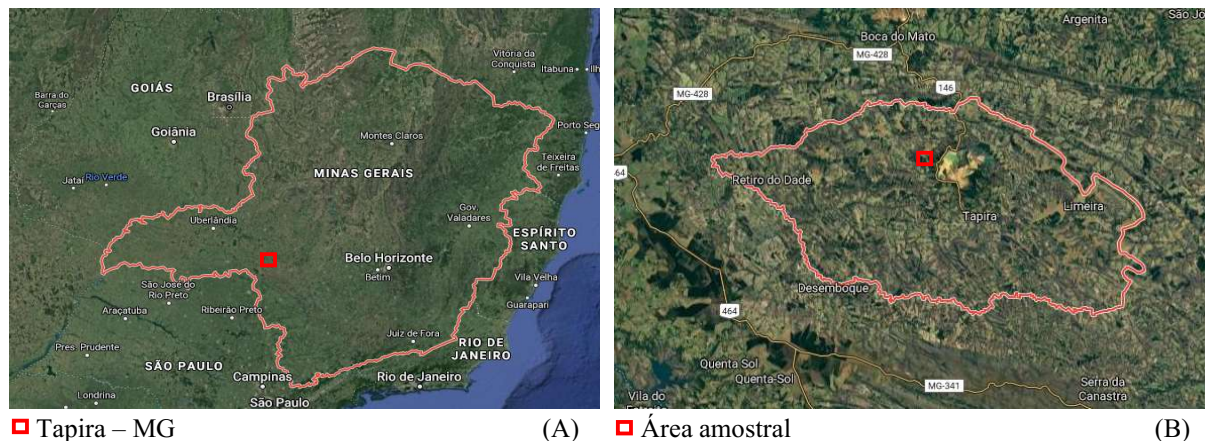 Vitória da
Conquista
Itabuna
Ilh
Barra do
Garças
GOIÁS
Brasília
Goiânia
Montes Claros
Porto Seg
Teixeira
de Freitas
Jataí
Rio Verde
MINAS GERAIS
Uberlândia
Gov.
Valadares
ESPÍRITO
SANTO
Belo Horizonte
Betim
Vila Velha
São José do
Rio Preto
Guarapari
Araçatuba
Ribeirão Preto
Juiz de Fora
RIO DE
JANEIRO
Pres. Prudente
SÃO PAULO
Campinas
Rio de Janeiro
Londrina
São Paulo
Argenita
São Jo
Boca do Mato
MG-428
MG-428
146
464
Retiro do Dade
Limeira
Tapira
Desemboque
464
Quenta Sol
Quenta-Sol
MG-341
Serra da
Canastra
Vila do
Tapira – MG (A)
Área amostral (B)